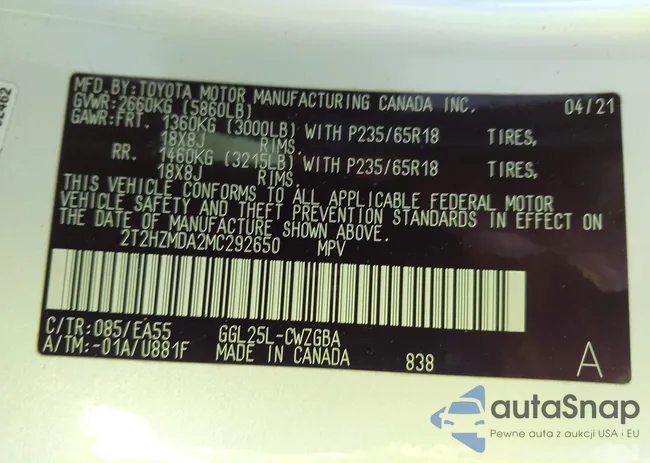 MFD.BY:TOYOTA MOTOR MANUFACTURING CANADA INC. 04/21
GVWR:2660KG (5860LB)
GAWR:FRT. 1360KG (3000LB) WITH P235/65R18 TIRES,
18X8J RIMS.
RR. 1460KG (3215LB) WITH P235/65R18 TIRES,
18X8J RIMS.
THIS VEHICLE CONFORMS TO ALL APPLICABLE FEDERAL MOTOR
VEHICLE SAFETY AND THEFT PREVENTION STANDARDS IN EFFECT ON
THE DATE OF MANUFACTURE SHOWN ABOVE.
2T2HZMDA2MC292650 MPV
C/TR:085/EA55 GGL25L-CWZGBA
A/TM:-01A/U881F MADE IN CANADA 838 A
autaSnap
Pewne auta z aukcji USA i EU